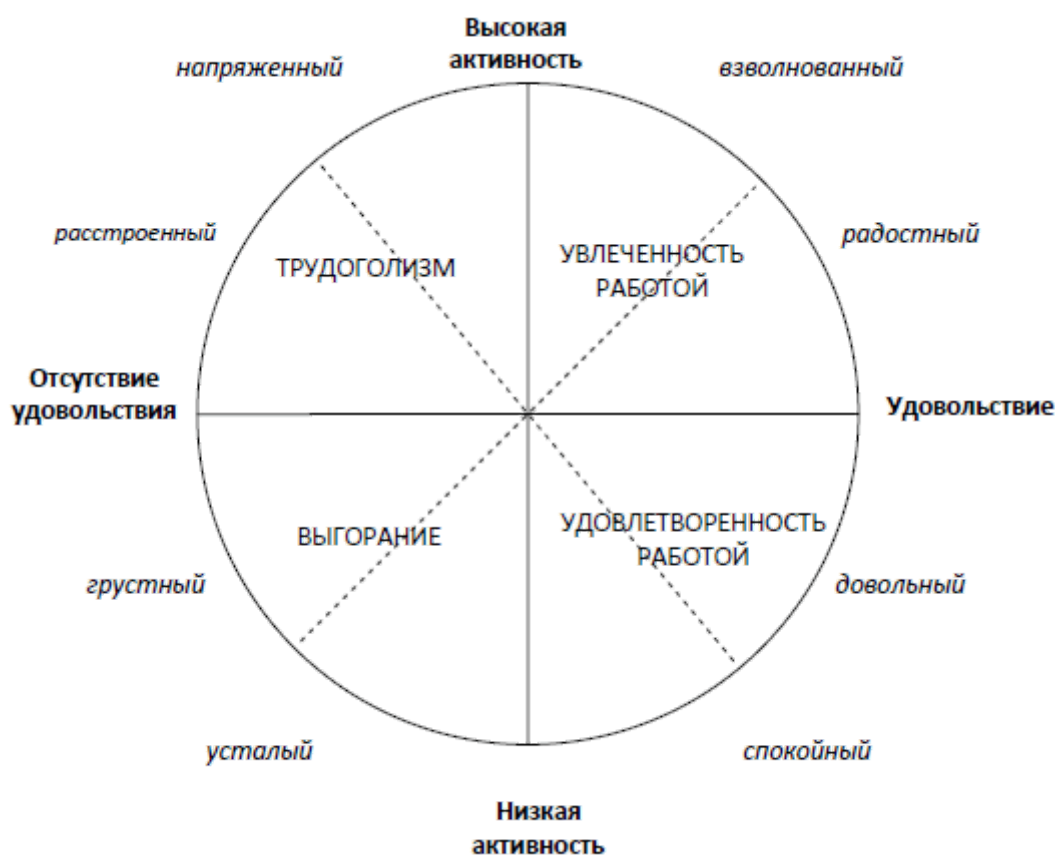 Высокая
активность
напряженный
взволнованный
расстроенный
радостный
ТРУДОГОЛИЗМ
УВЛЕЧЕННОСТЬ
РАБОТОЙ
Отсутствие
удовольствия
Удовольствие
ВЫГОРАНИЕ
УДОВЛЕТВОРЕННОСТЬ
РАБОТОЙ
грустный
довольный
усталый
спокойный
Низкая
активность